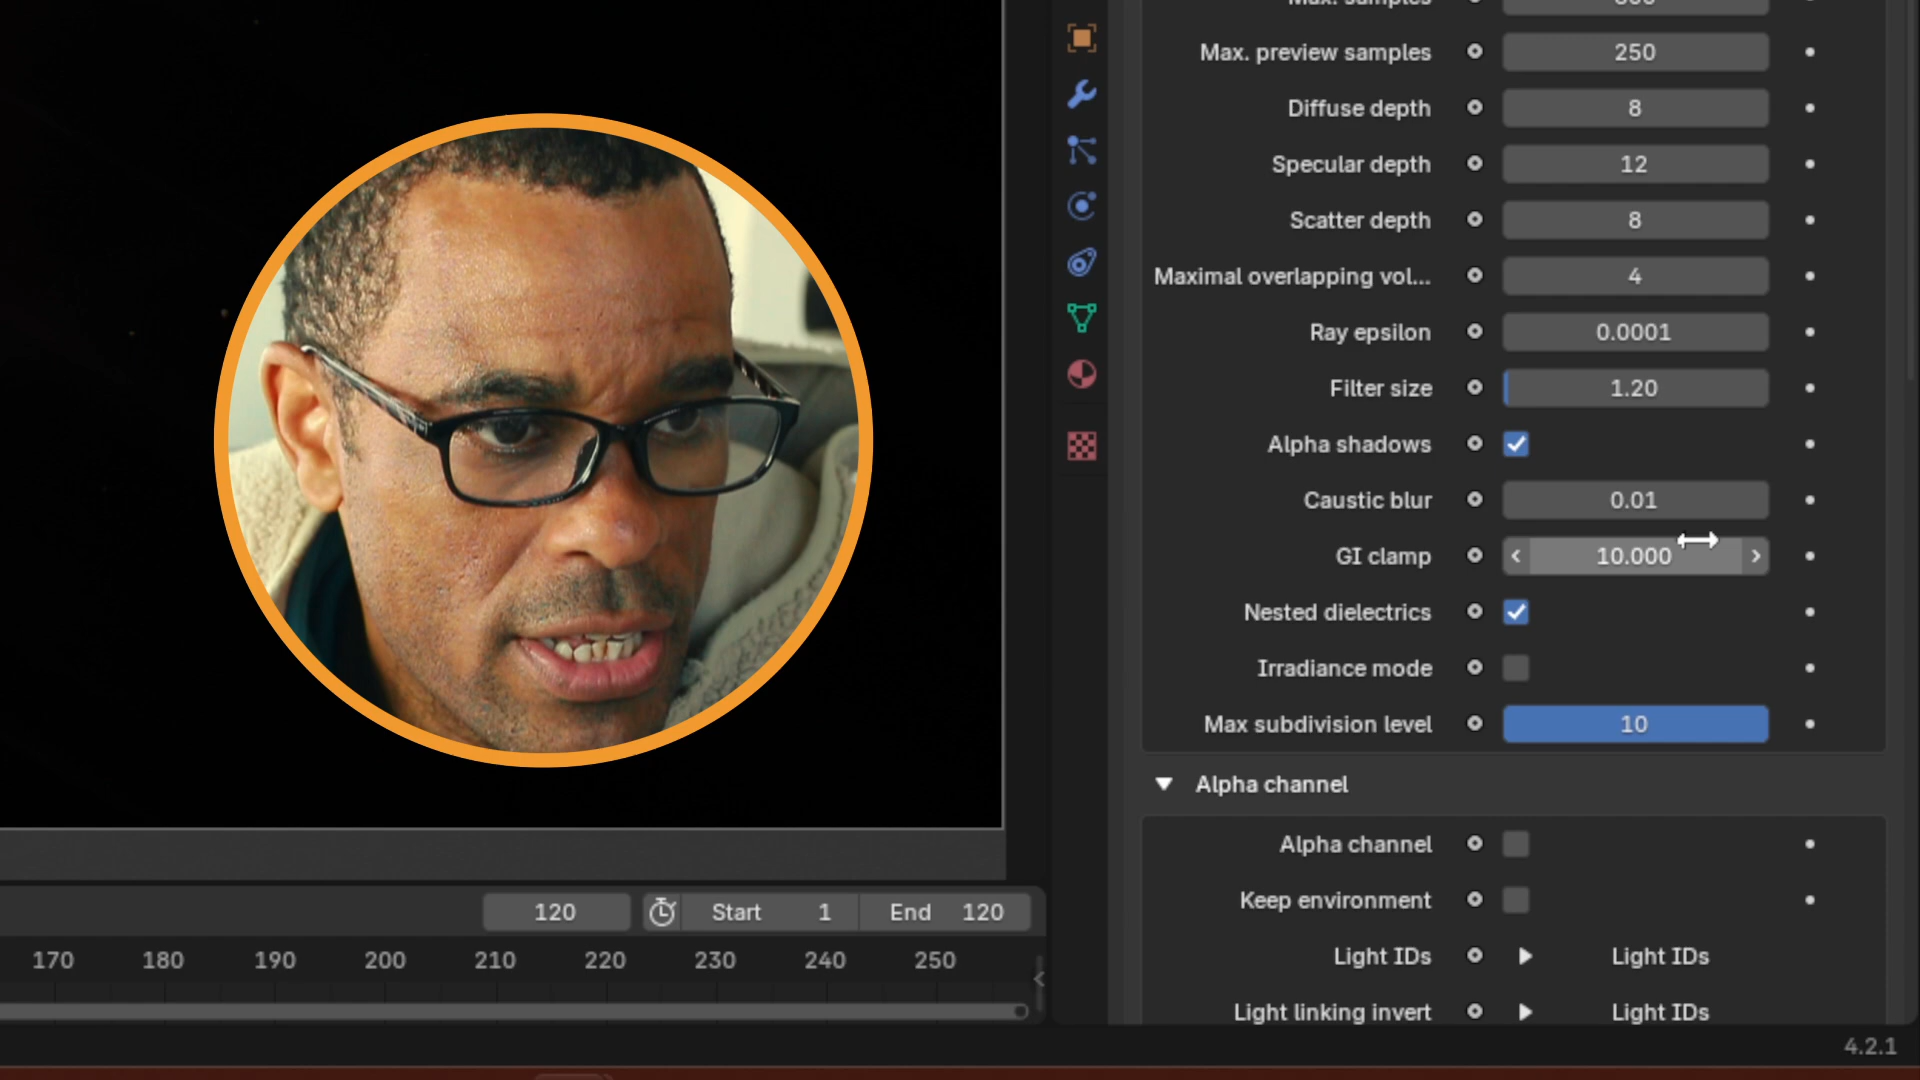 Max. samples
Max. preview samples 250
Diffuse depth 8
Specular depth 12
Scatter depth 8
Maximal overlapping vol... 4
Ray epsilon 0.0001
Filter size 1.20
Alpha shadows
Caustic blur 0.01
GI clamp 10.000
Nested dielectrics
Irradiance mode
Max subdivision level 10
Alpha channel
Alpha channel
Keep environment
Light IDs Light IDs
Light linking invert Light IDs
120 Start 1 End 120
170 180 190 200 210 220 230 240 250
4.2.1